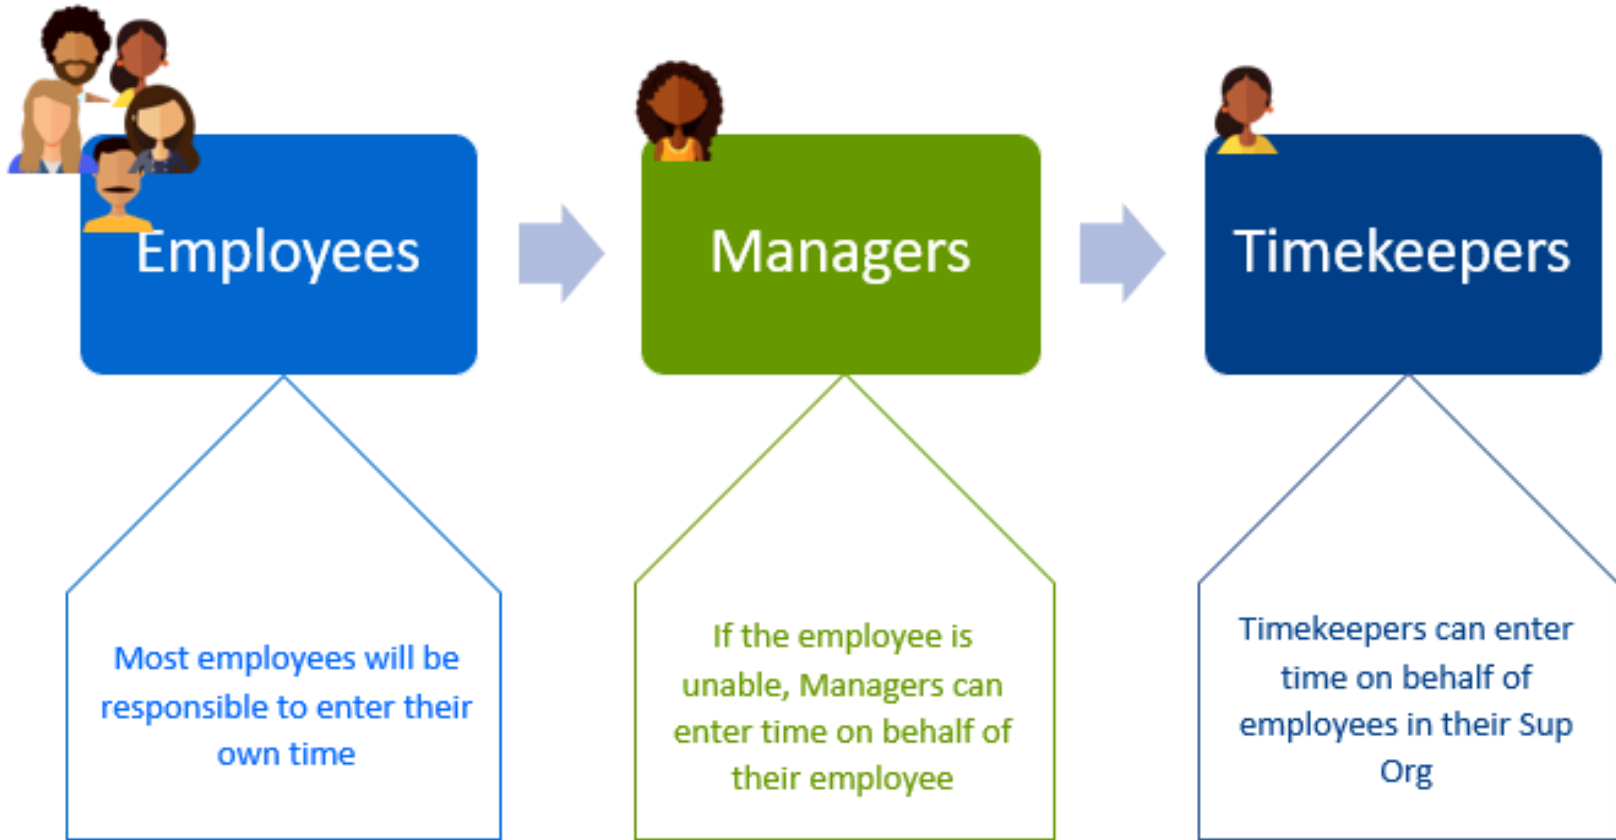 Employees
Managers
Timekeepers
Most employees will be
responsible to enter their
own time
If the employee is
unable, Managers can
enter time on behalf of
their employee
Timekeepers can enter
time on behalf of
employees in their Sup
Org